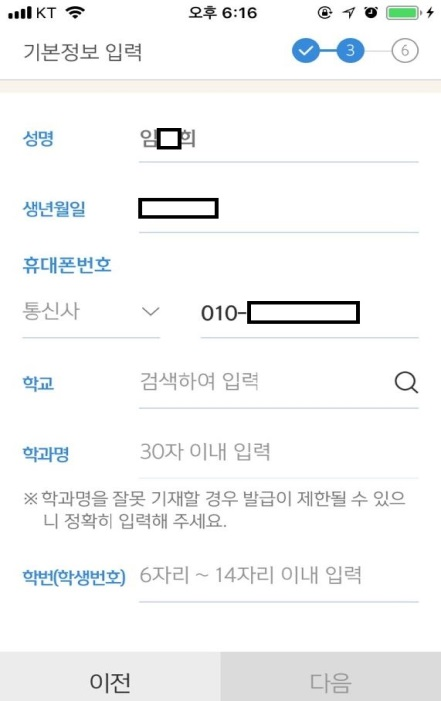 KT 오후 6:16
기본정보 입력 3 6
성명 임 희
생년월일
휴대폰번호
통신사 010-
학교 검색하여 입력
학과명 30자 이내 입력
※ 학과명을 잘못 기재할 경우 발급이 제한될 수 있으
니 정확히 입력해 주세요.
학번(학생번호) 6자리 ~ 14자리 이내 입력
이전 다음